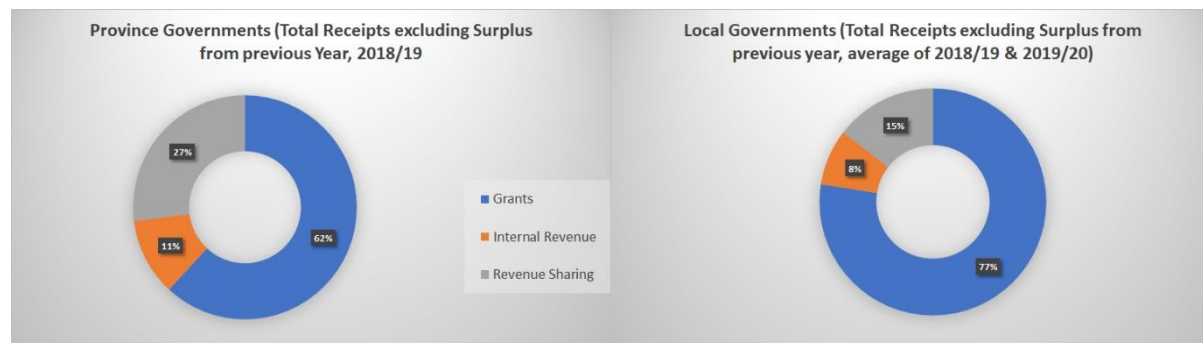 Province Governments (Total Receipts excluding Surplus
from previous Year, 2018/19
27%
11%
62%
Grants
Internal Revenue
Revenue Sharing
Local Governments (Total Receipts excluding Surplus from
previous year, average of 2018/19 & 2019/20)
15%
8%
77%